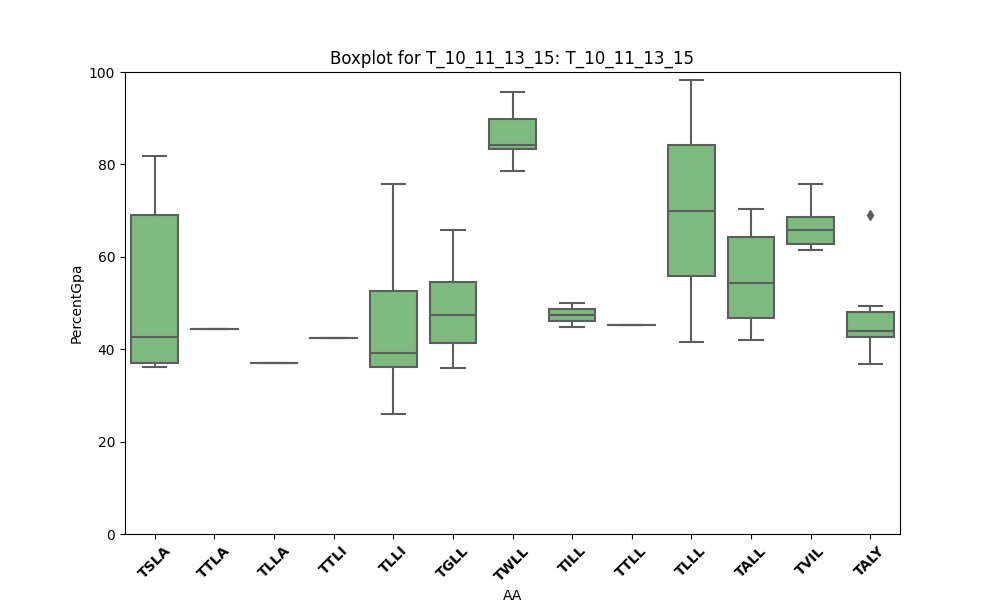 Boxplot for T_10_11_13_15: T_10_11_13_15
PercentGpa
100
80
60
40
20
0
TSLA
TTLA
TLLA
TTLI
TLLI
TGLL
TWLL
TILL
TTLL
TLLL
TALL
TVIL
TALY
AA